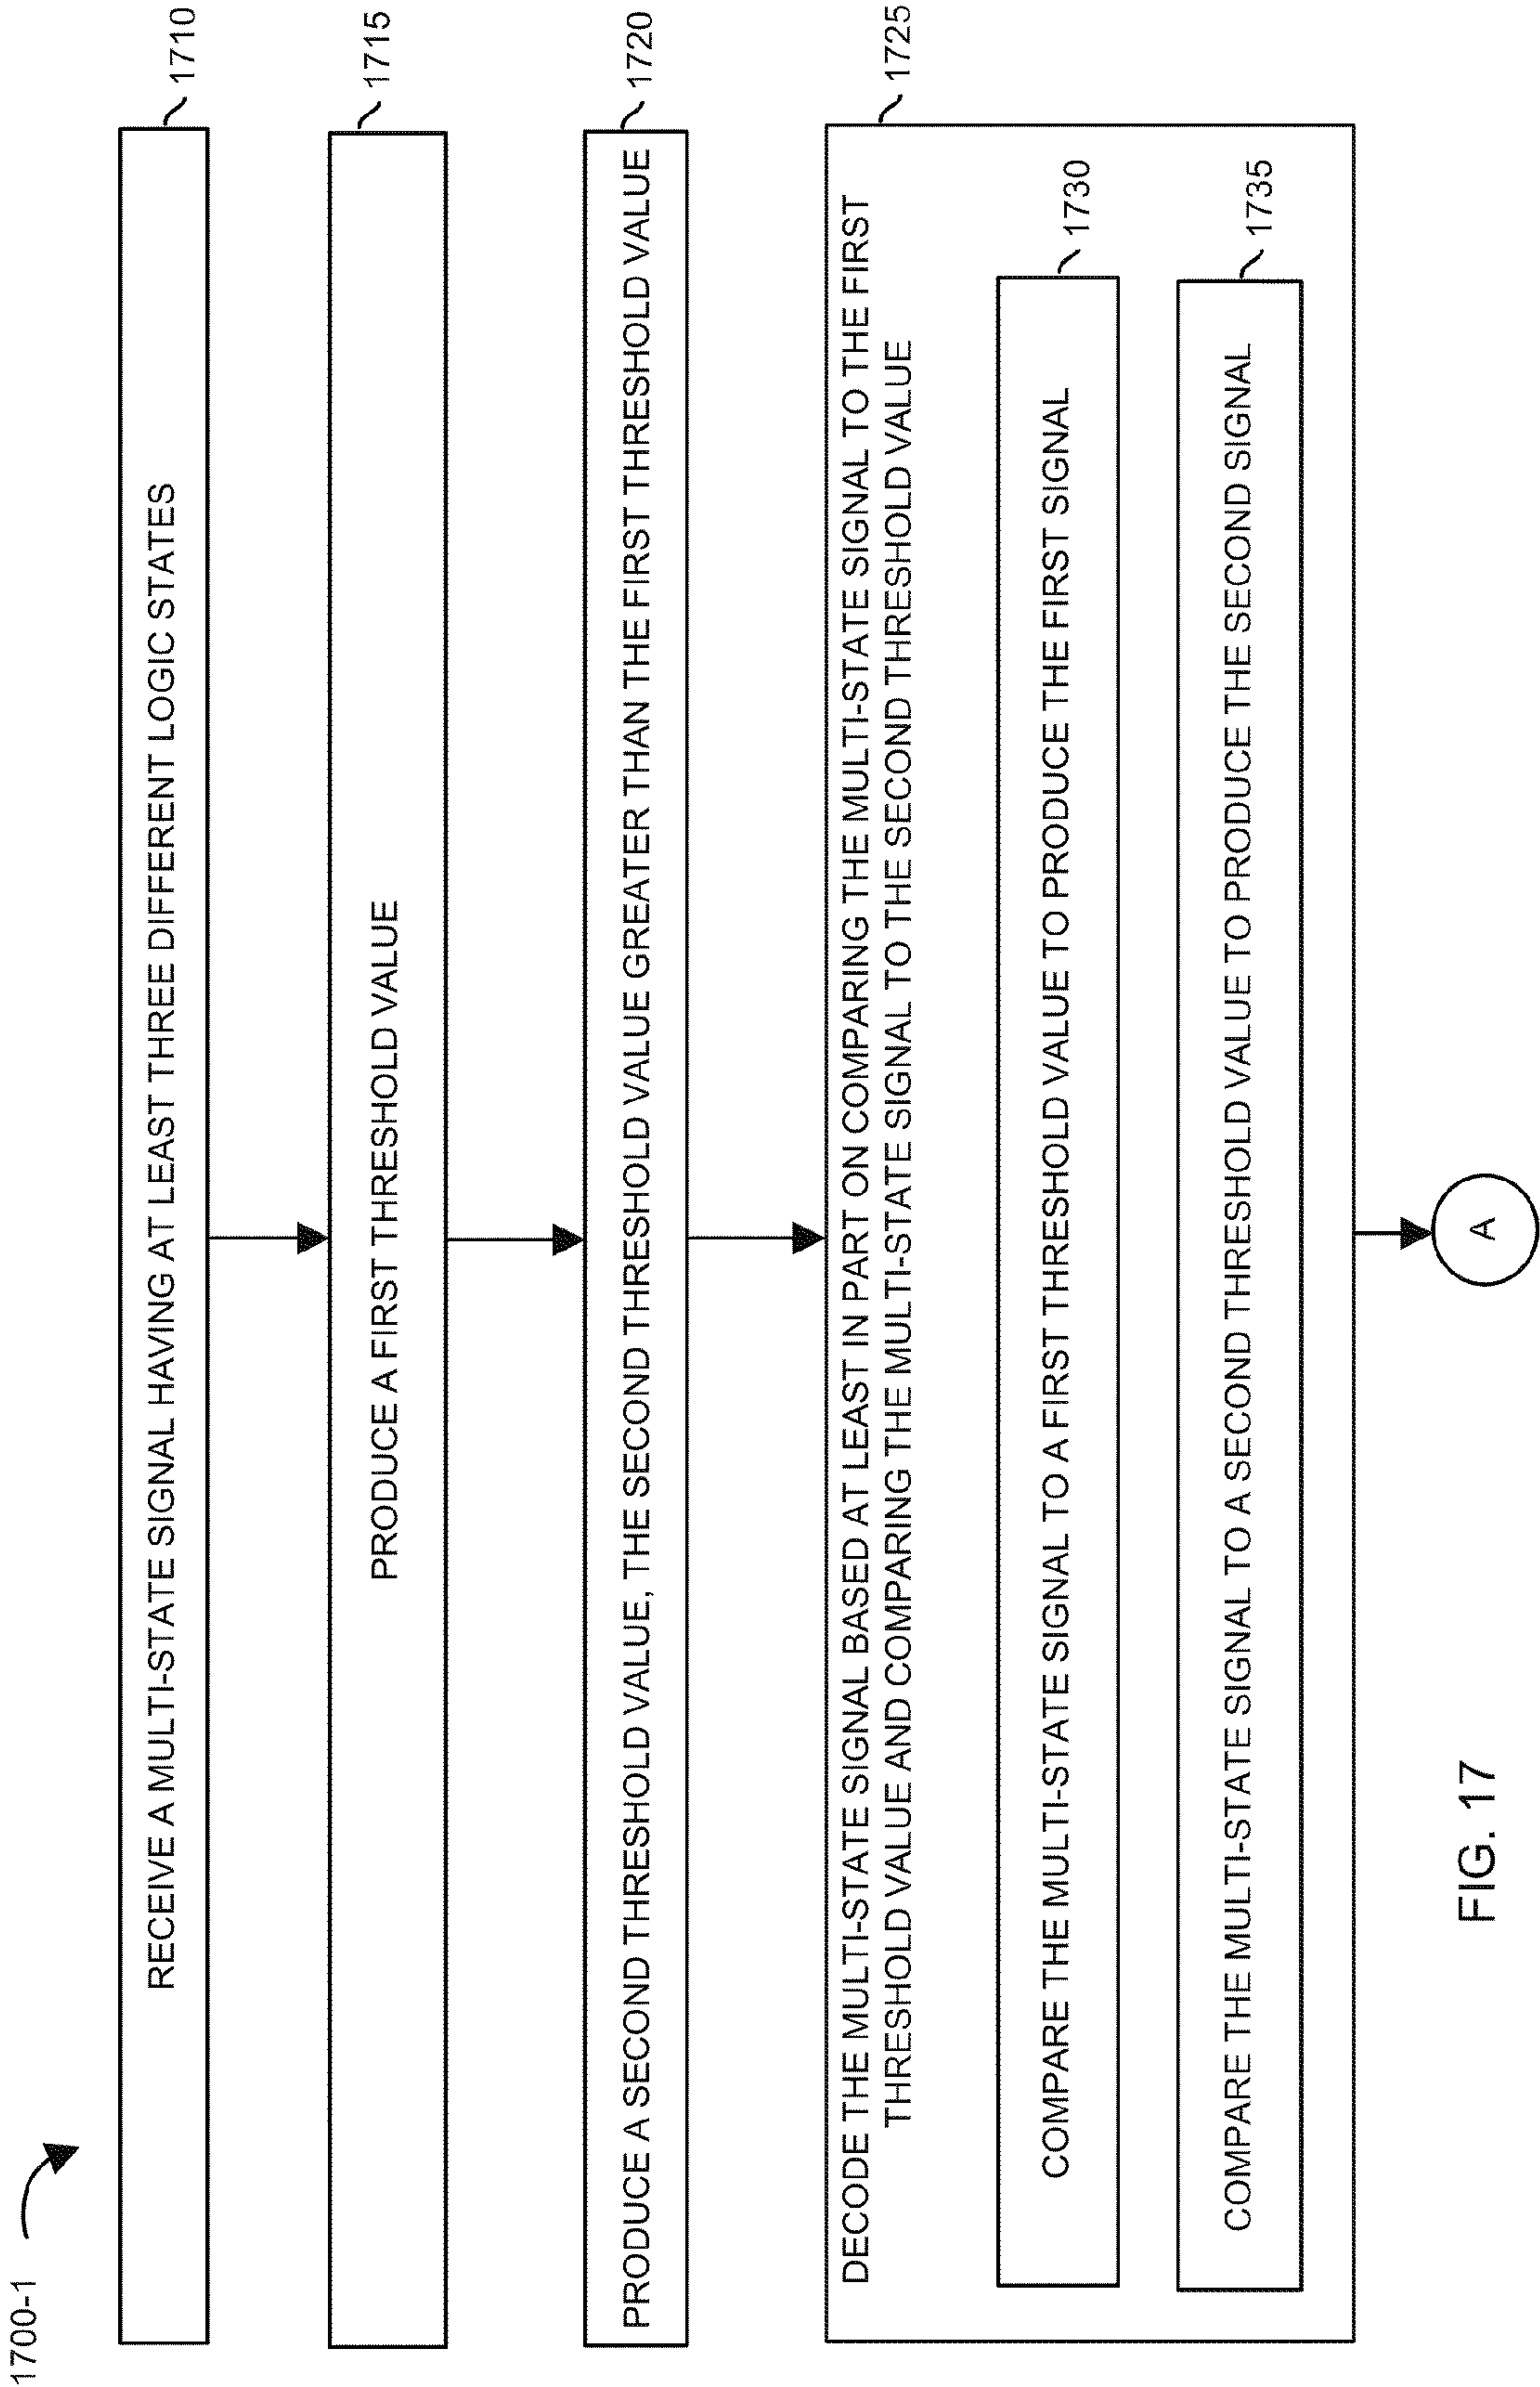 1700-1
RECEIVE A MULTI-STATE SIGNAL HAVING AT LEAST THREE DIFFERENT LOGIC STATES
1710
PRODUCE A FIRST THRESHOLD VALUE
1715
PRODUCE A SECOND THRESHOLD VALUE, THE SECOND THRESHOLD VALUE GREATER THAN THE FIRST THRESHOLD VALUE
1720
DECODE THE MULTI-STATE SIGNAL BASED AT LEAST IN PART ON COMPARING THE MULTI-STATE SIGNAL TO THE FIRST
THRESHOLD VALUE AND COMPARING THE MULTI-STATE SIGNAL TO THE SECOND THRESHOLD VALUE
1725
COMPARE THE MULTI-STATE SIGNAL TO A FIRST THRESHOLD VALUE TO PRODUCE THE FIRST SIGNAL
1730
COMPARE THE MULTI-STATE SIGNAL TO A SECOND THRESHOLD VALUE TO PRODUCE THE SECOND SIGNAL
1735
A
FIG. 17